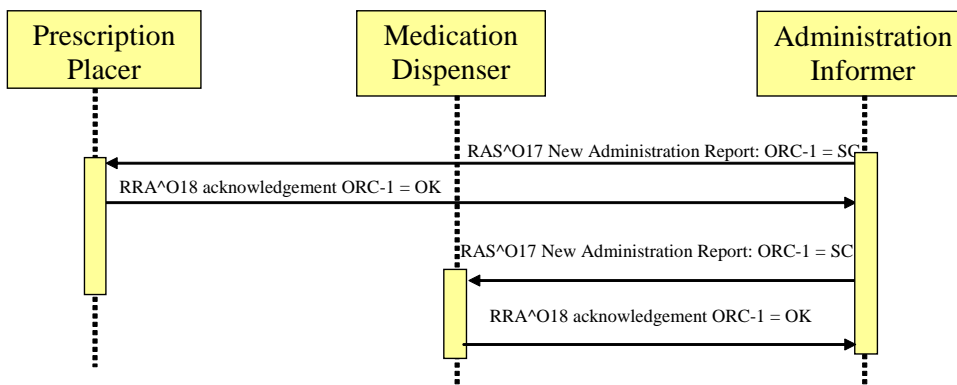 Prescription
Placer
Medication
Dispenser
Administration
Informer
RAS^O17 New Administration Report: ORC-1 = SC
RRA^O18 acknowledgement ORC-1 = OK
RAS^O17 New Administration Report: ORC-1 = SC
RRA^O18 acknowledgement ORC-1 = OK